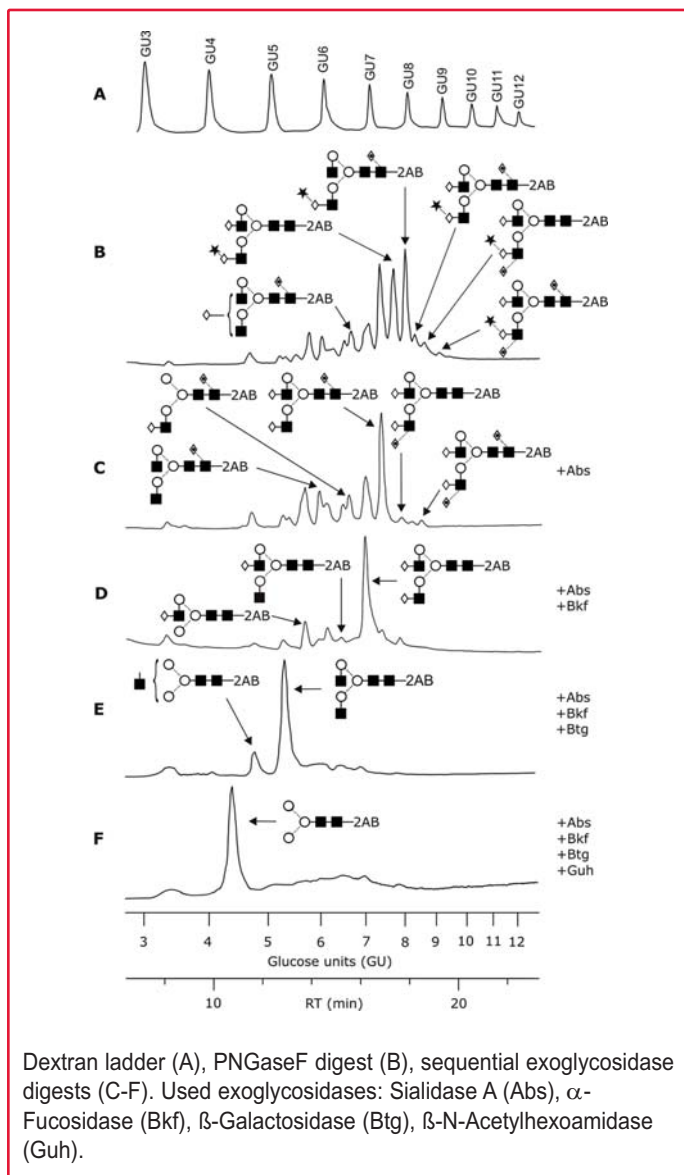 GU3 GU4 GU5 GU6 GU7 GU8 GU9 GU10 GU11 GU12
A
2AB
2AB
2AB
2AB
B
2AB
2AB
2AB
2AB
2AB
2AB
C
2AB
2AB
+Abs
2AB
2AB
D
2AB
+Abs
+Bkf
2AB
2AB
E
+Abs
+Bkf
+Btg
F
2AB
+Abs
+Bkf
+Btg
+Guh
3 4 5 6 7 8 9 10 11 12
Glucose units (GU)
10 20
RT (min)
Dextran ladder (A), PNGaseF digest (B), sequential exoglycosidase
digests (C-F). Used exoglycosidases: Sialidase A (Abs), α-
Fucosidase (Bkf), ß-Galactosidase (Btg), ß-N-Acetylhexoamidase
(Guh).